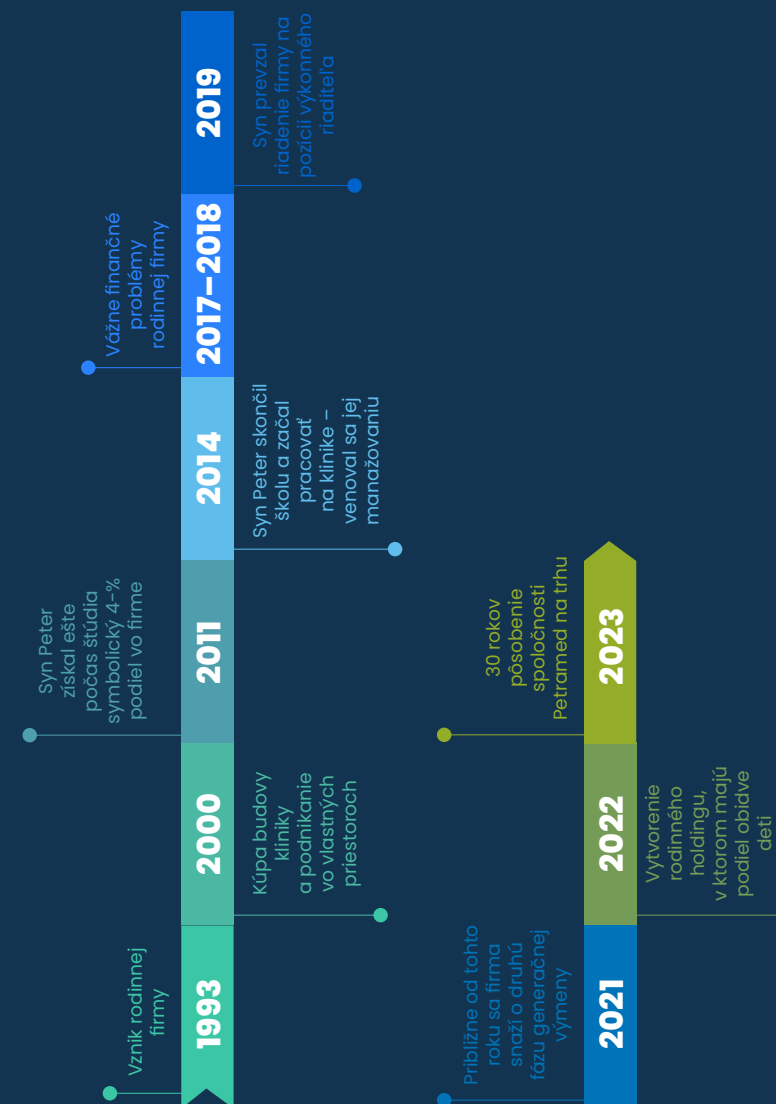 1993
Vznik rodinnej
firmy
2000
Kúpa budovy
kliniky
a podnikanie
vo vlastných
priestoroch
2011
Syn Peter
získal ešte
počas štúdia
symbolický 4-%
podiel vo firme
2014
Syn Peter skončil
školu a začal
pracovať
na klinike –
venoval sa jej
manažovaniu
2017–2018
Vážne finančné
problémy
rodinnej firmy
2019
Syn prevzal
riadenie firmy na
pozícii výkonného
riaditeľa
2021
Približne od tohto
roku sa firma
snaží o druhú
fázu generačnej
výmeny
2022
Vytvorenie
rodinného
holdingu,
v ktorom majú
podiel obidve
deti
2023
30 rokov
pôsobenie
spoločnosti
Petramed na trhu